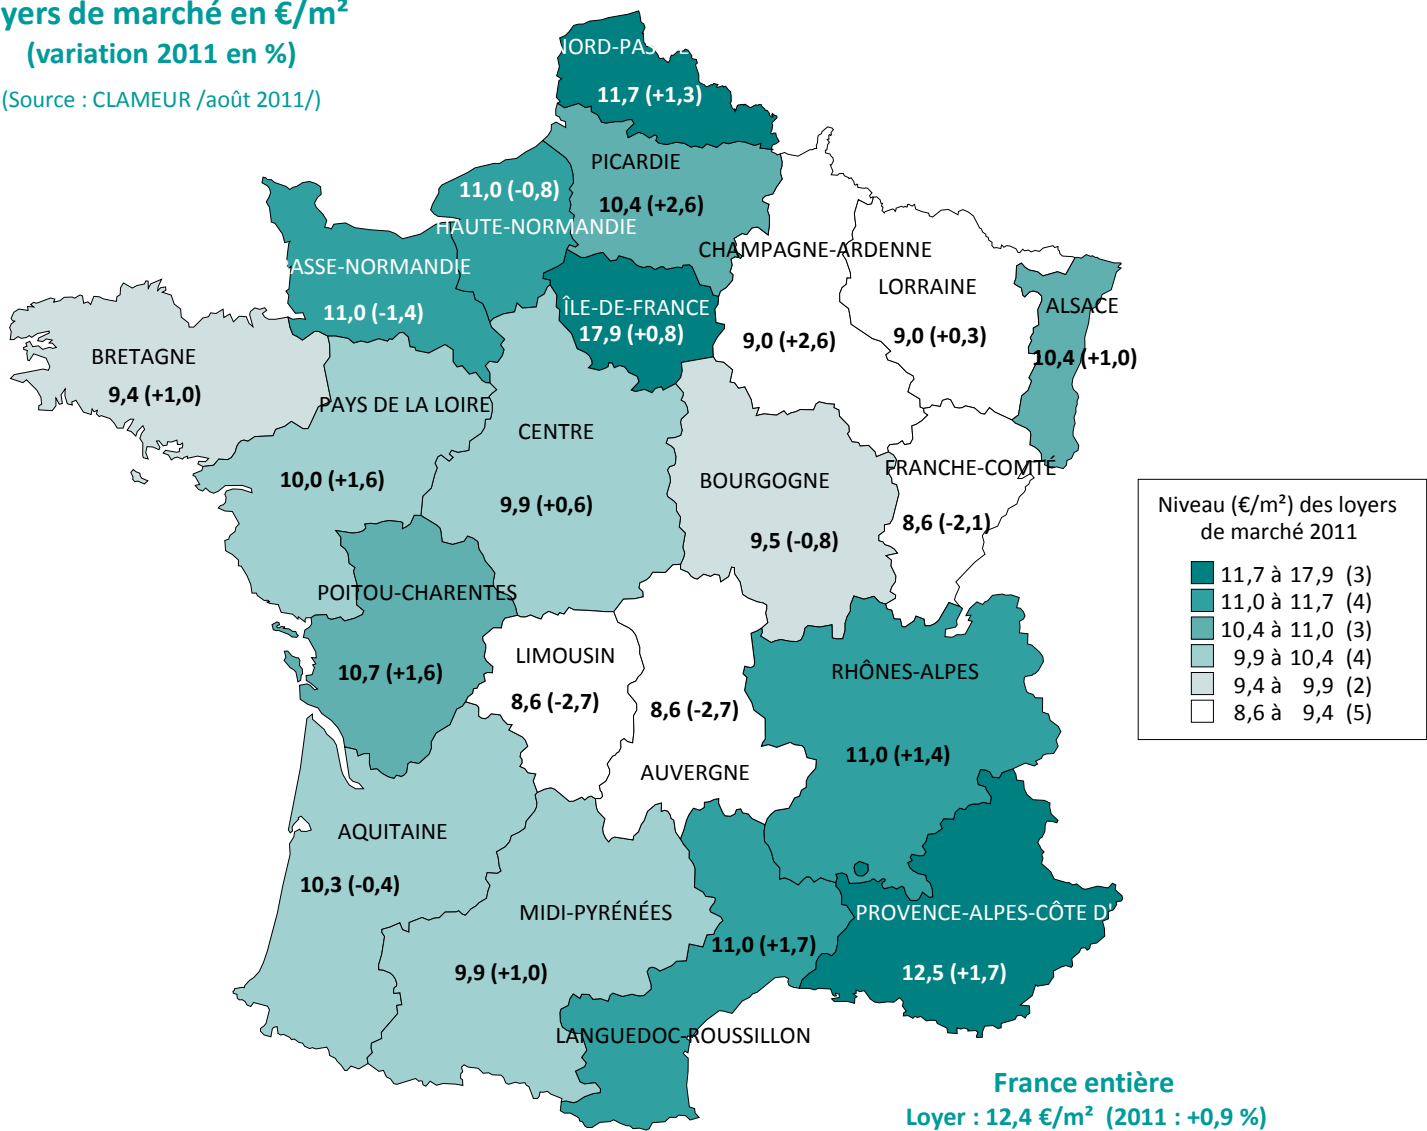 yers de marché en €/m²
(variation 2011 en %)
(Source : CLAMEUR /août 2011/)
NORD-PAS
11,7 (+1,3)
PICARDIE
10,4 (+2,6)
11,0 (-0,8)
HAUTE-NORMANDIE
ASSE-NORMANDIE
11,0 (-1,4)
ÎLE-DE-FRANCE
17,9 (+0,8)
CHAMPAGNE-ARDENNE
9,0 (+2,6)
LORRAINE
9,0 (+0,3)
ALSACE
10,4 (+1,0)
BRETAGNE
9,4 (+1,0)
PAYS DE LA LOIRE
10,0 (+1,6)
CENTRE
9,9 (+0,6)
BOURGOGNE
9,5 (-0,8)
FRANCHE-COMTÉ
8,6 (-2,1)
POITOU-CHARENTES
10,7 (+1,6)
LIMOUSIN
8,6 (-2,7)
8,6 (-2,7)
AUVERGNE
RHÔNES-ALPES
11,0 (+1,4)
AQUITAINE
10,3 (-0,4)
MIDI-PYRÉNÉES
9,9 (+1,0)
11,0 (+1,7)
LANGUEDOC-ROUSSILLON
PROVENCE-ALPES-CÔTE D'
12,5 (+1,7)
Niveau (€/m²) des loyers
de marché 2011
11,7 à 17,9 (3)
11,0 à 11,7 (4)
10,4 à 11,0 (3)
9,9 à 10,4 (4)
9,4 à 9,9 (2)
8,6 à 9,4 (5)
France entière
Loyer : 12,4 €/m² (2011 : +0,9 %)